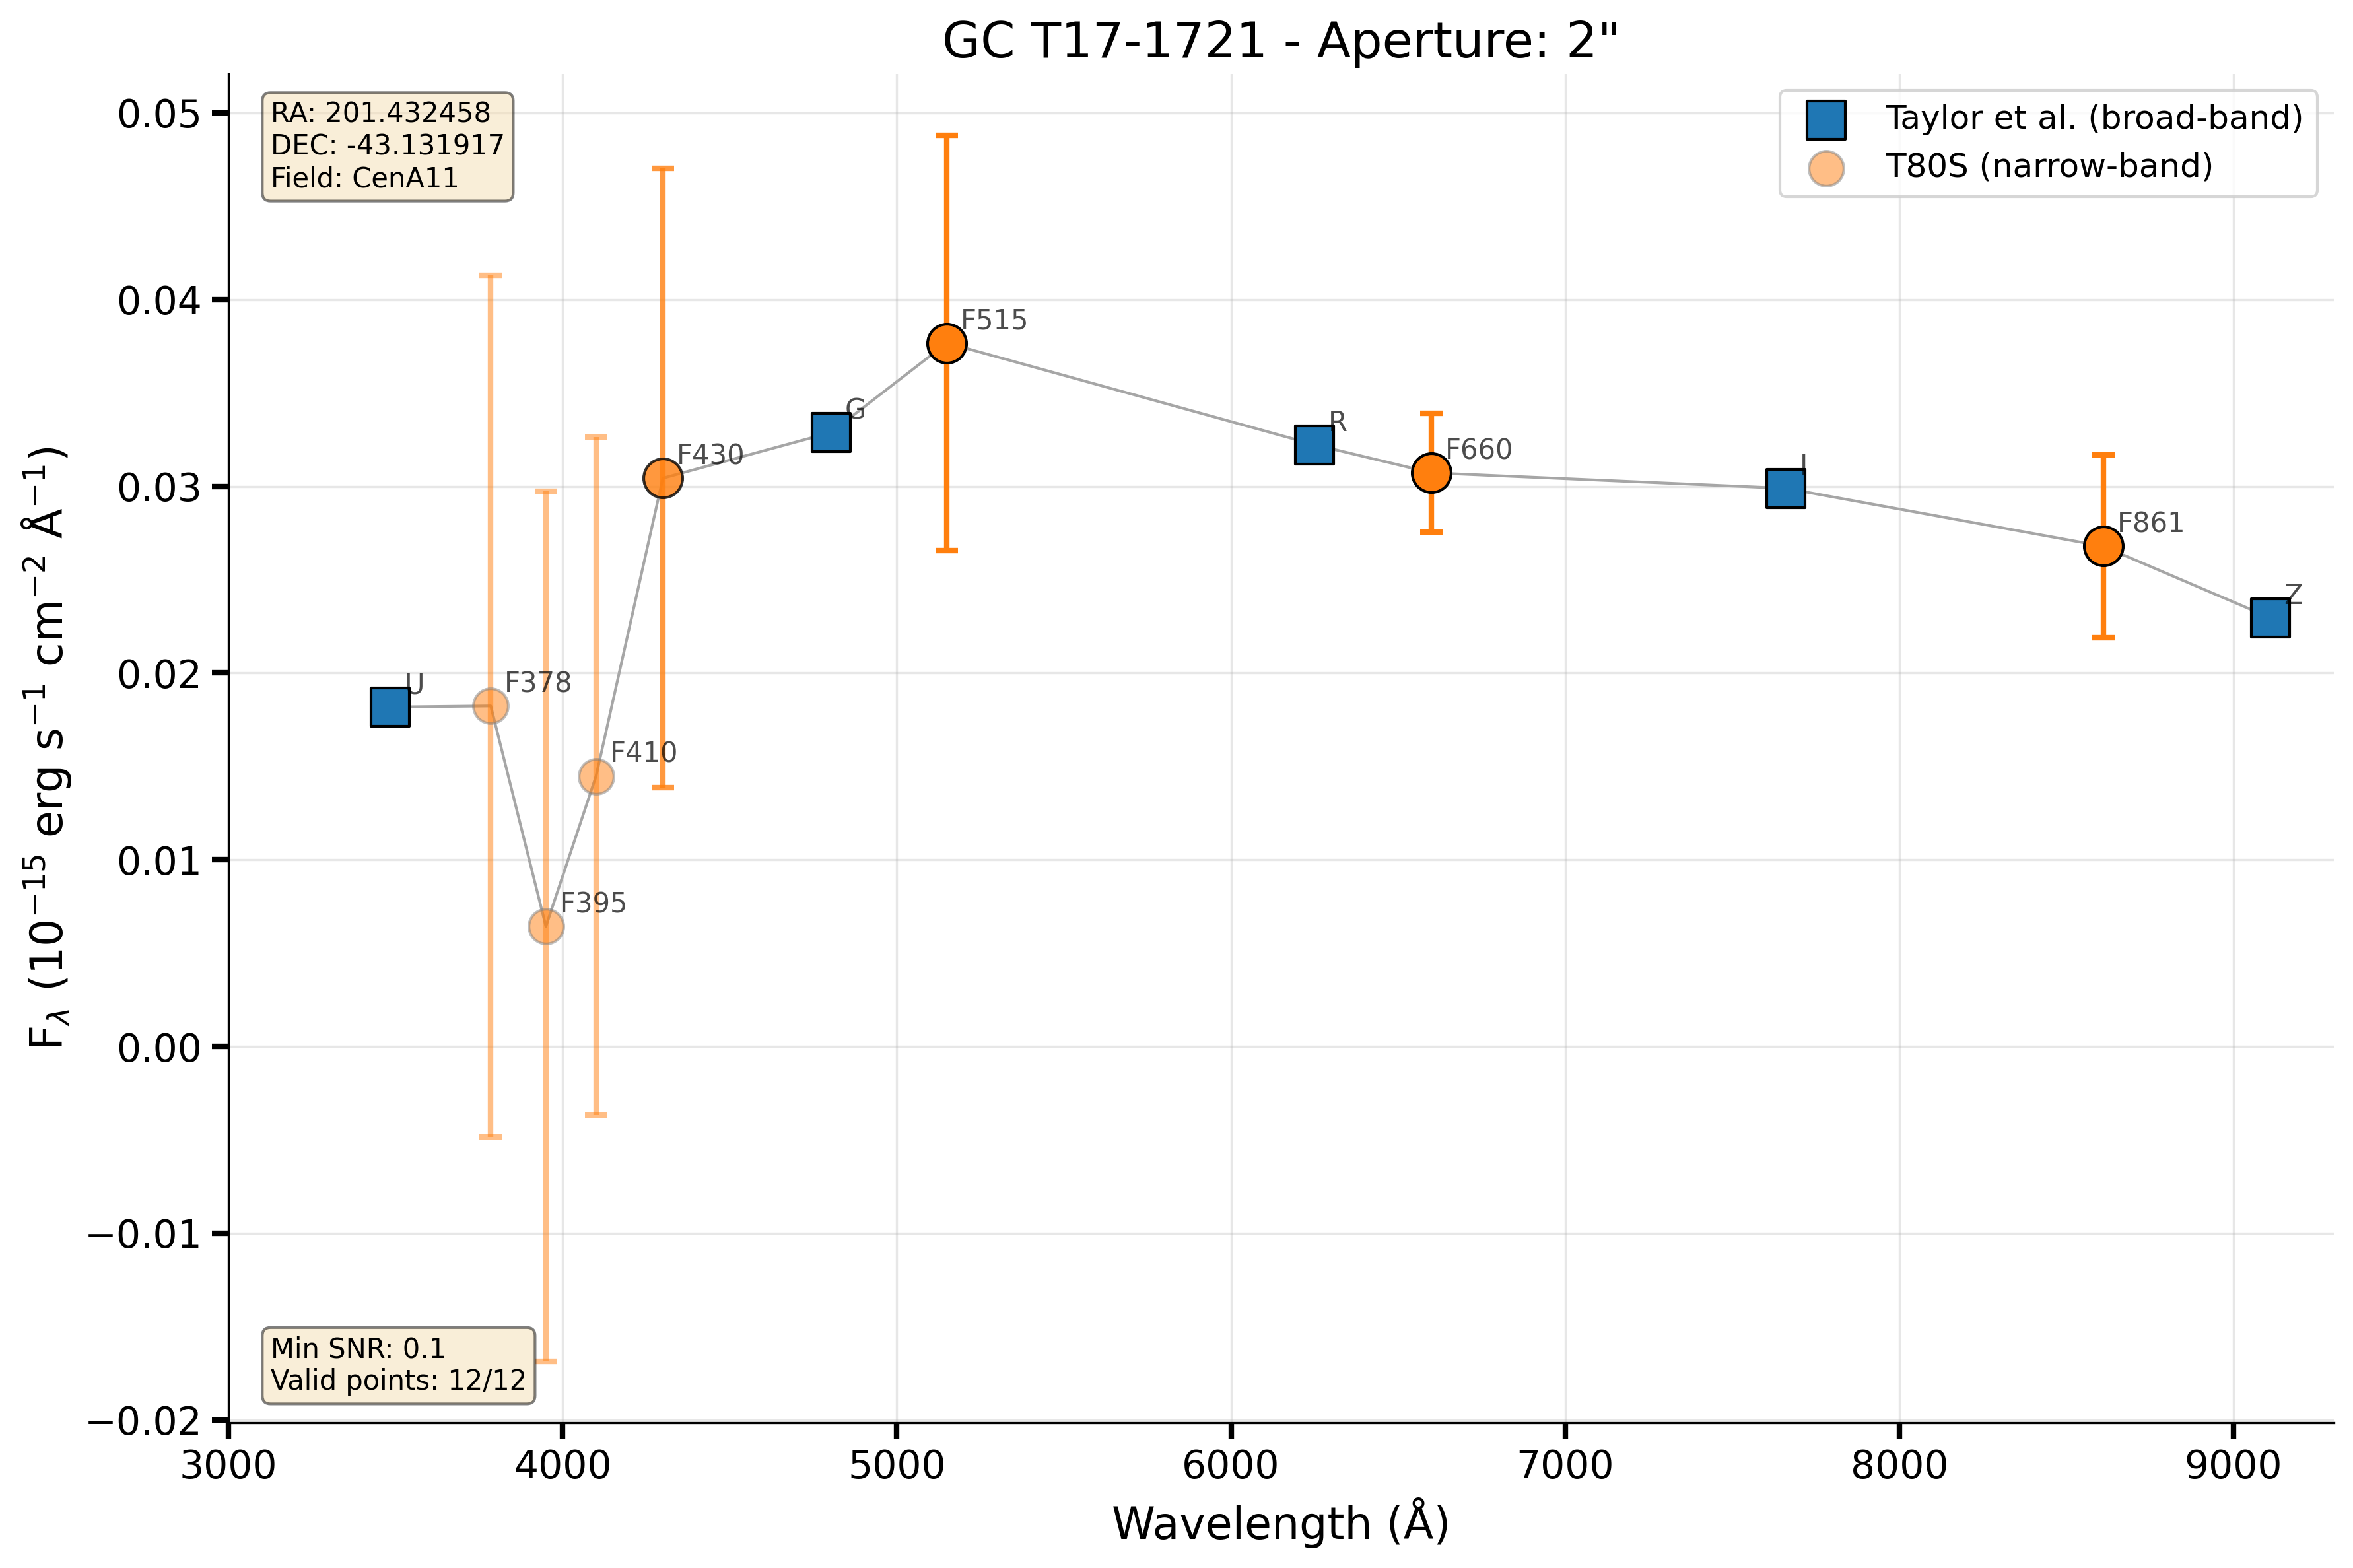 GC T17-1721 - Aperture: 2"
RA: 201.432458
DEC: -43.131917
Field: CenA11
Taylor et al. (broad-band)
T80S (narrow-band)
0.05
0.04
0.03
0.02
0.01
0.00
−0.01
−0.02
F_λ (10⁻¹⁵ erg s⁻¹ cm⁻² Å⁻¹)
U
F378
F395
F410
F430
G
F515
R
F660
I
F861
Z
Min SNR: 0.1
Valid points: 12/12
3000
4000
5000
6000
7000
8000
9000
Wavelength (Å)